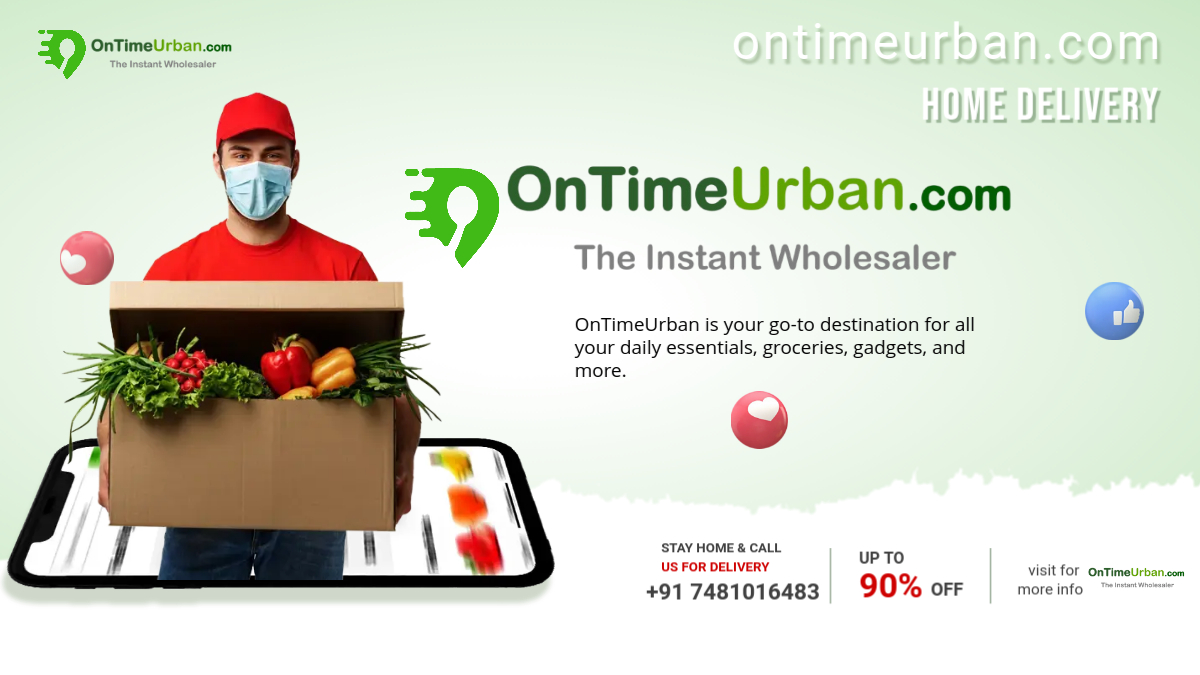 OnTimeUrban.com
The Instant Wholesaler
ontimeurban.com
HOME DELIVERY
OnTimeUrban.com
The Instant Wholesaler
OnTimeUrban is your go-to destination for all
your daily essentials, groceries, gadgets, and
more.
STAY HOME & CALL
US FOR DELIVERY
+91 7481016483
UP TO
90% OFF
visit for
more info
OnTimeUrban.com
The Instant Wholesaler